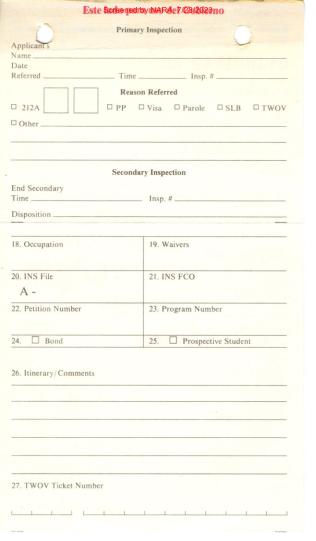 Este Screened by NARA, 7/23/2023 Gobierno
Primary Inspection
Applicant's
Name
Date
Referred Time Insp. #
Reason Referred
212A PP Visa Parole SLB TWOV
Other
Secondary Inspection
End Secondary
Time Insp. #
Disposition
18. Occupation 19. Waivers
20. INS File 21. INS FCO
A -
22. Petition Number 23. Program Number
24. Bond 25. Prospective Student
26. Itinerary/Comments
27. TWOV Ticket Number